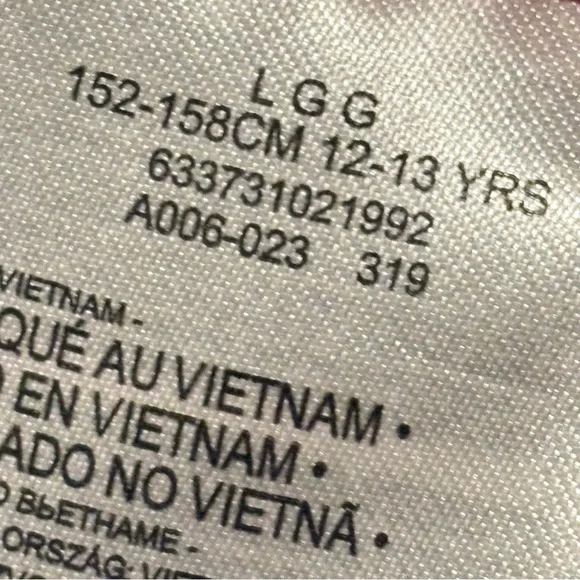 L G G
152-158CM 12-13 YRS
633731021992
A006-023 319
VIETNAM -
QUÉ AU VIETNAM •
EN VIETNAM •
ADO NO VIETNÃ •
ВЬЕТНАМЕ -
ORSZÁG: VIET